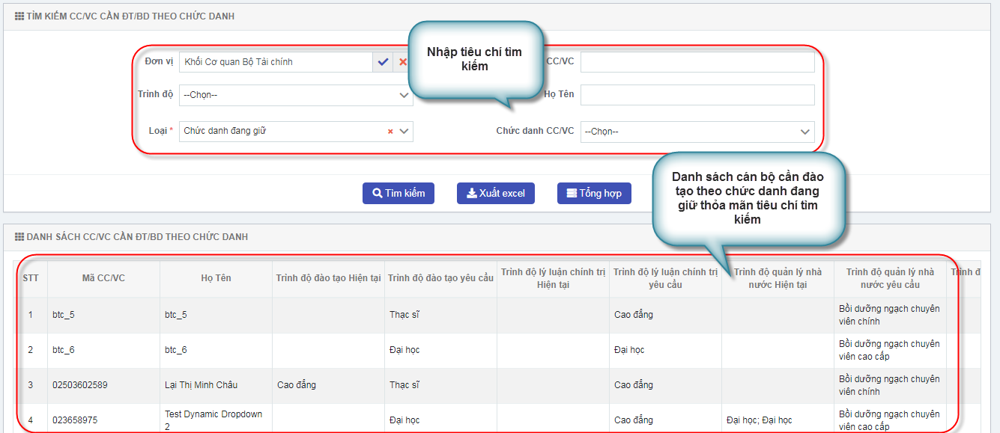 TÌM KIẾM CC/VC CẦN ĐT/BD THEO CHỨC DANH
Đơn vị
Khối Cơ quan Bộ Tài chính
CC/VC
Nhập tiêu chí tìm
kiếm
Trình độ
--Chọn--
Họ Tên
Loại *
Chức danh đang giữ
Chức danh CC/VC
--Chọn--
Tìm kiếm
Xuất excel
Tổng hợp
Danh sách cán bộ cần đào
tạo theo chức danh đang
giữ thỏa mãn tiêu chí tìm
kiếm
DANH SÁCH CC/VC CẦN ĐT/BD THEO CHỨC DANH
STT
Mã CC/VC
Họ Tên
Trình độ đào tạo Hiện tại
Trình độ đào tạo yêu cầu
Trình độ lý luận chính trị
Hiện tại
Trình độ lý luận chính trị
yêu cầu
Trình độ quản lý nhà
nước Hiện tại
Trình độ quản lý nhà
nước yêu cầu
Trình đ
1
btc_5
btc_5
Thạc sĩ
Cao đẳng
Bồi dưỡng ngạch chuyên
viên chính
2
btc_6
btc_6
Đại học
Đại học
Bồi dưỡng ngạch chuyên
viên cao cấp
3
02503602589
Lại Thị Minh Châu
Cao đẳng
Thạc sĩ
Cao đẳng
Bồi dưỡng ngạch chuyên
viên chính
4
023658975
Test Dynamic Dropdown
2
Đại học
Cao đẳng
Đại học; Đại học
Bồi dưỡng ngạch chuyên
viên cao cấp